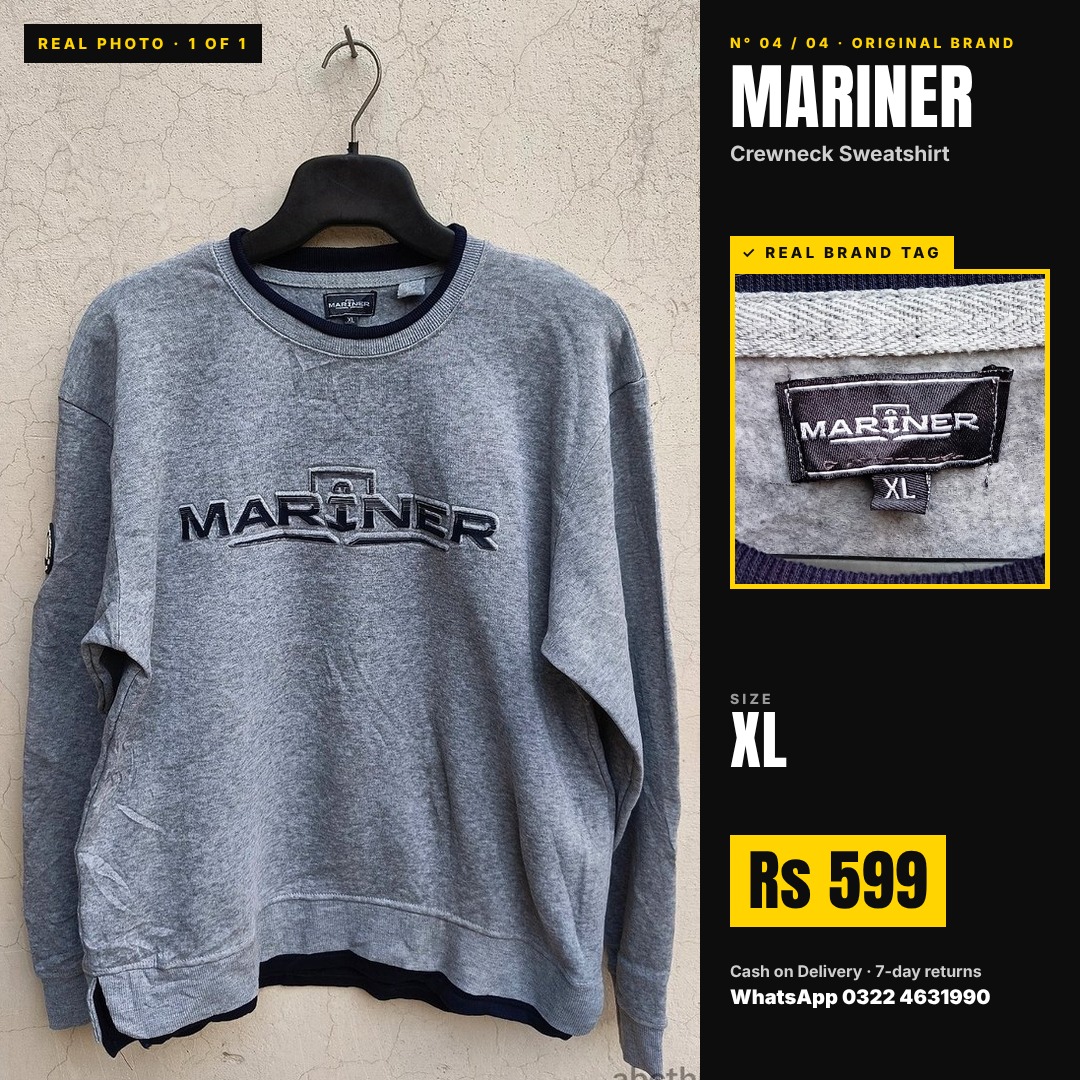 REAL PHOTO · 1 OF 1
N° 04 / 04 · ORIGINAL BRAND
MARINER
Crewneck Sweatshirt
✓ REAL BRAND TAG
MARINER
XL
MARINER
XL
MARINER
SIZE
XL
Rs 599
Cash on Delivery · 7-day returns
WhatsApp 0322 4631990